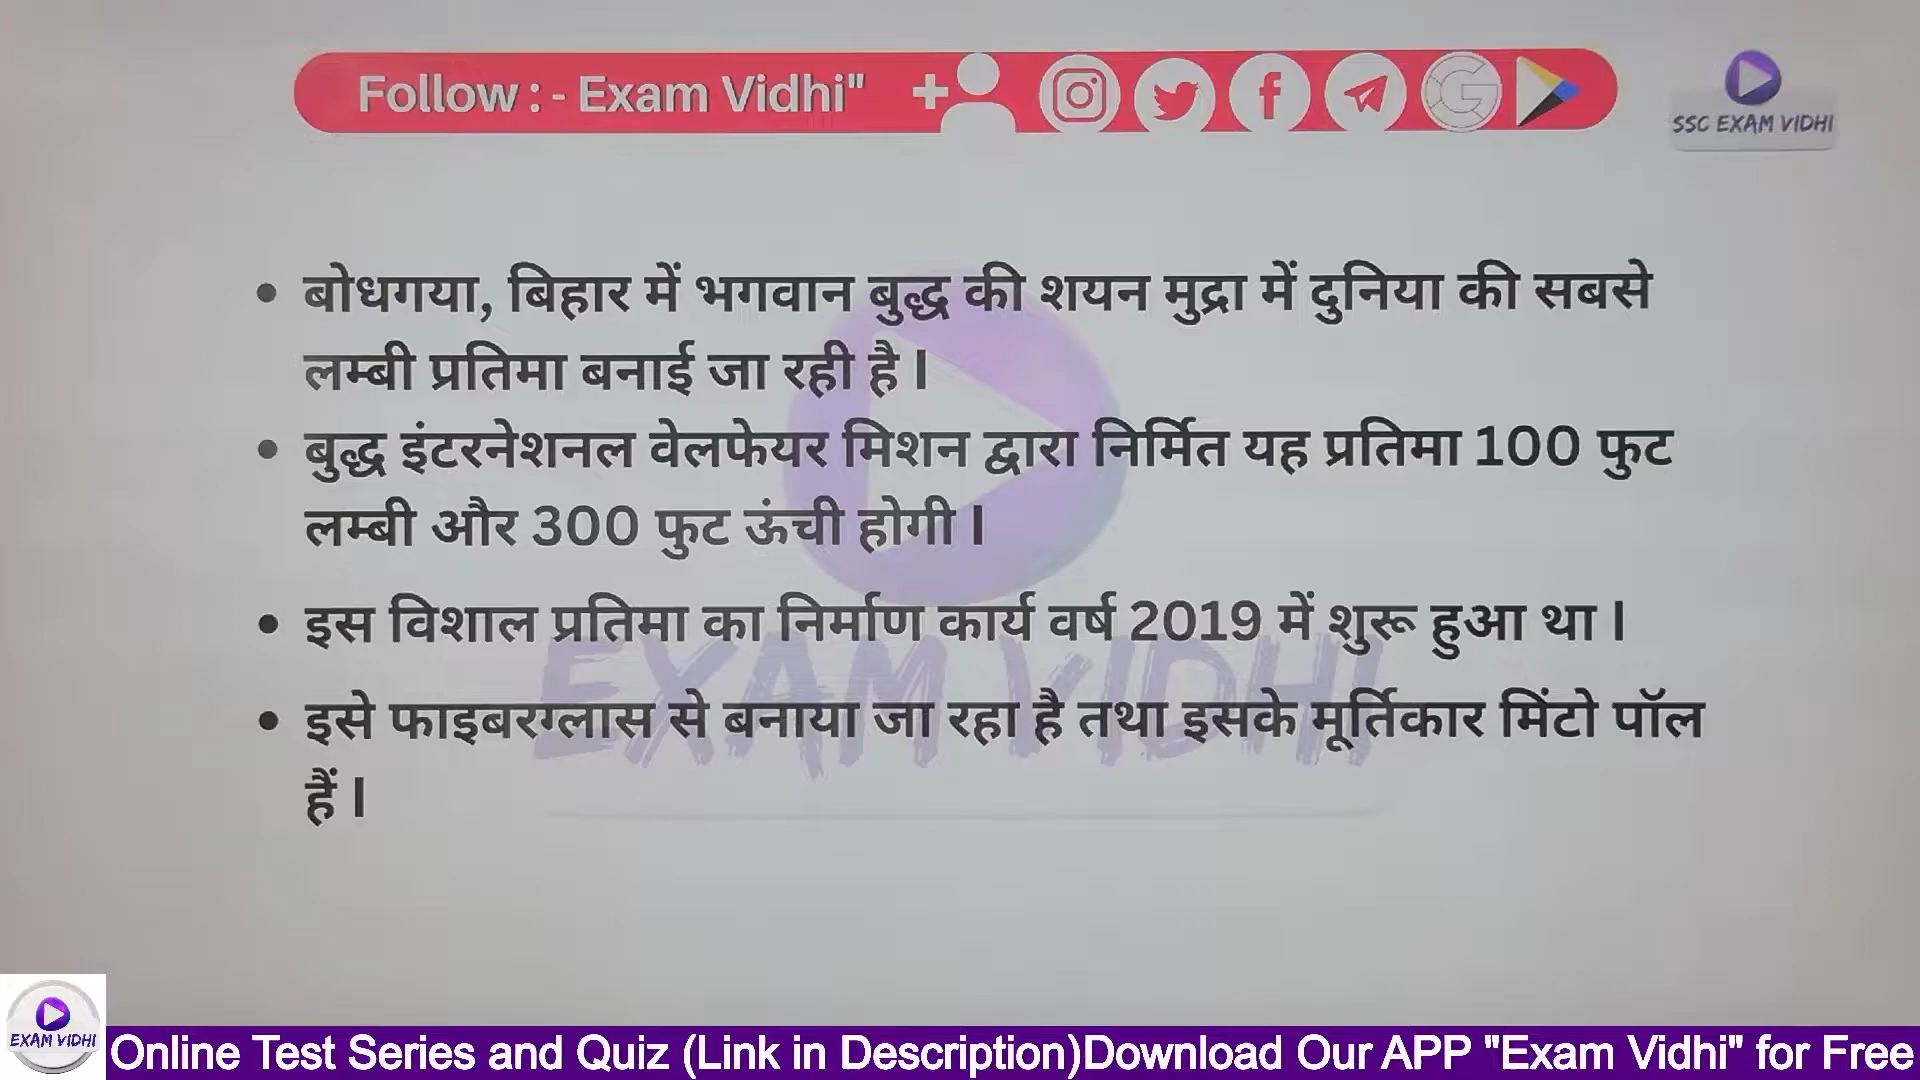 Follow : - Exam Vidhi"
SSC EXAM VIDHI
• बोधगया, बिहार में भगवान बुद्ध की शयन मुद्रा में दुनिया की सबसे
लम्बी प्रतिमा बनाई जा रही है।
• बुद्ध इंटरनेशनल वेलफेयर मिशन द्वारा निर्मित यह प्रतिमा 100 फुट
लम्बी और 300 फुट ऊंची होगी।
• इस विशाल प्रतिमा का निर्माण कार्य वर्ष 2019 में शुरू हुआ था।
• इसे फाइबरग्लास से बनाया जा रहा है तथा इसके मूर्तिकार मिंटो पॉल
हैं।
EXAM VIDHI
EXAM VIDHI
Online Test Series and Quiz (Link in Description)Download Our APP "Exam Vidhi" for Free